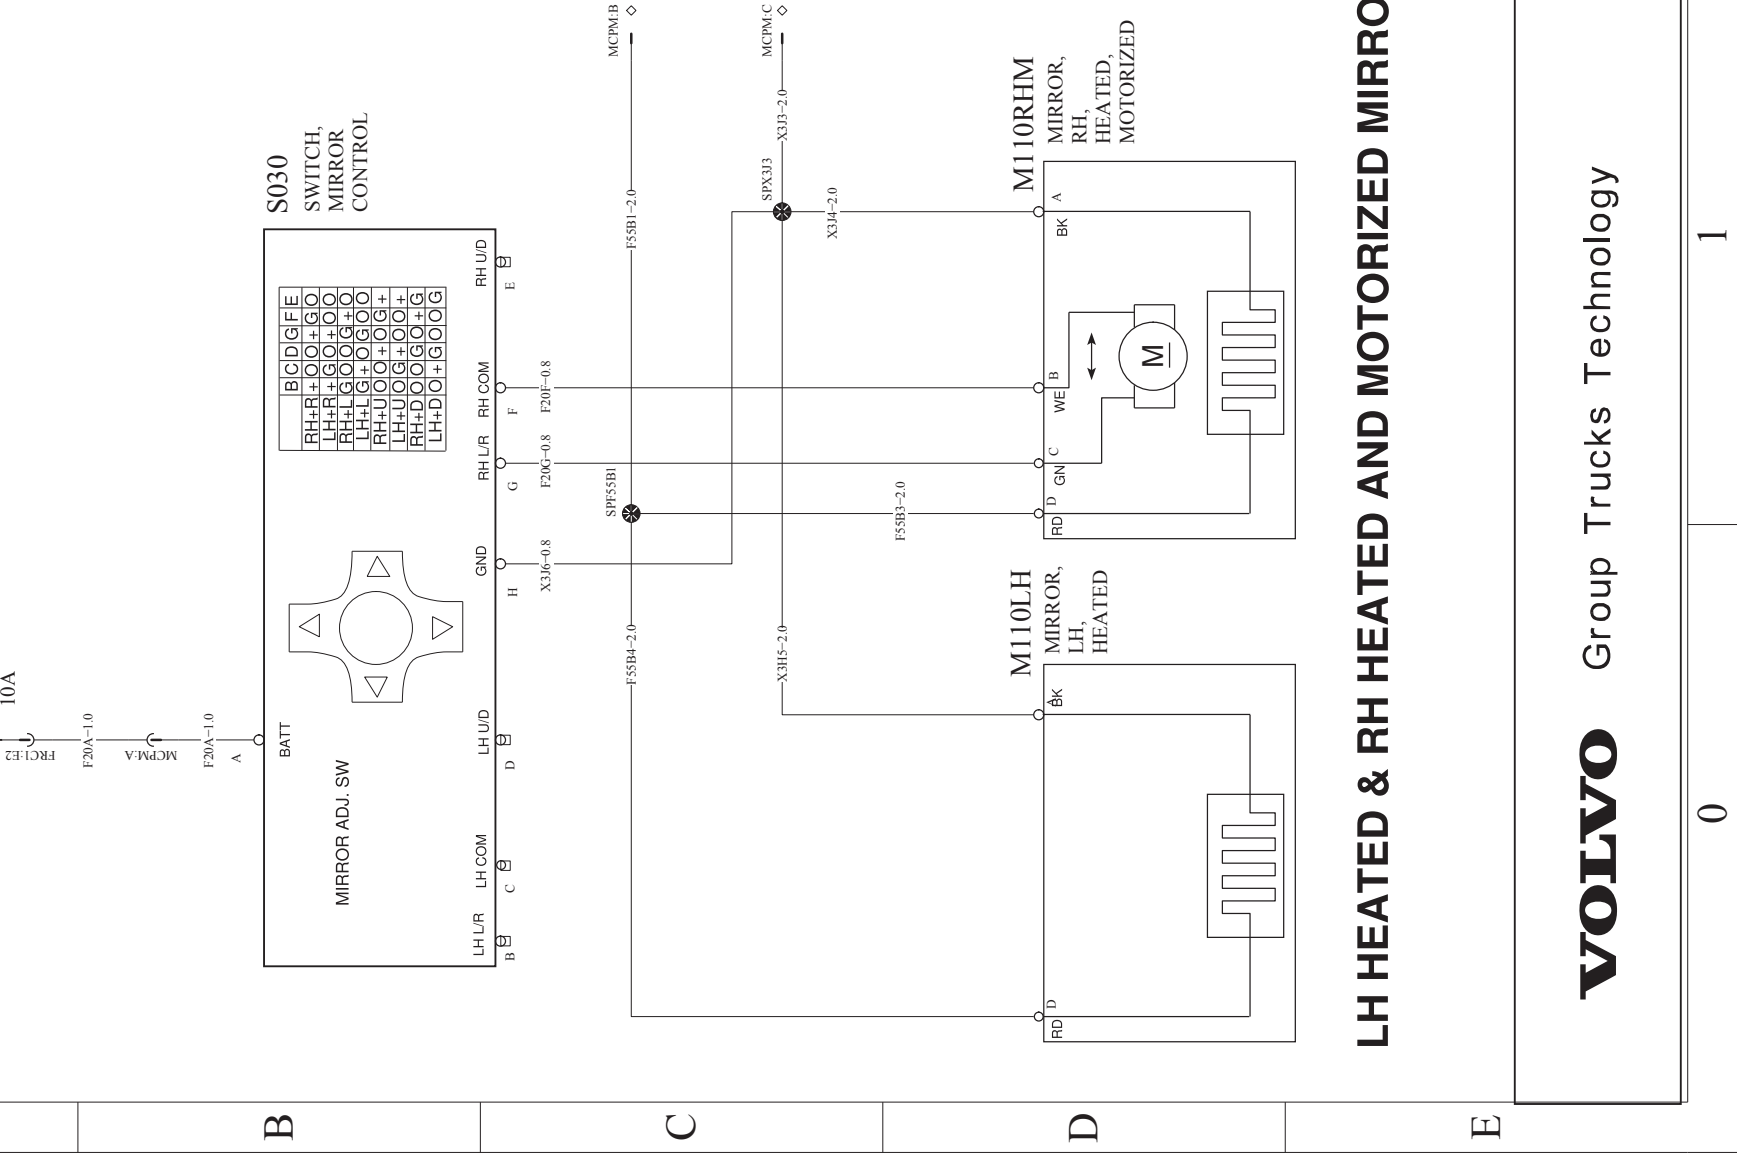 10A
FRC1:E2
F20A-1.0
MCPM:A
F20A-1.0
A
BATT
MIRROR ADJ. SW
S030
SWITCH,
MIRROR
CONTROL
B C D G F E
RH+R + O O + G O
LH+R + G O + O O
RH+L G O O G + O
LH+L G + O G O O
RH+U O O + O G +
LH+U O G + O O +
RH+D O O G O + G
LH+D O + G O O G
LH L/R
LH COM
LH U/D
GND
RH L/R
RH COM
RH U/D
B
C
D
H
G
F
E
X3J6-0.8
F20G-0.8
F20F-0.8
MCPM:B
F55B1-2.0
SPF55B1
F55B4-2.0
MCPM:C
X3J3-2.0
SPX3J3
X3H5-2.0
X3J4-2.0
F55B3-2.0
M110LH
MIRROR,
LH,
HEATED
D
RD
A
BK
M110RHM
MIRROR,
RH,
HEATED,
MOTORIZED
D
RD
C
GN
B
WE
A
BK
M
LH HEATED & RH HEATED AND MOTORIZED MIRRO
VOLVO
Group Trucks Technology
0
1
B
C
D
E